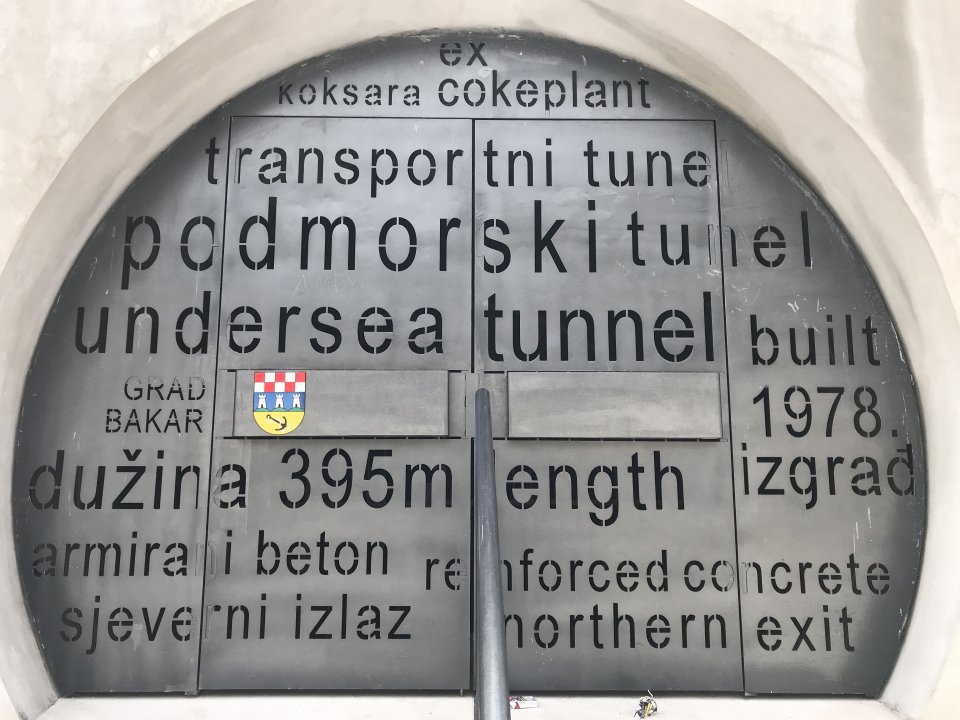 ex
koksara cokeplant
transportni tunel
podmorski tunel
undersea tunnel
built
GRAD
BAKAR
1978.
dužina 395m length
izgrađ
armirani beton reinforced concrete
sjeverni izlaz northern exit